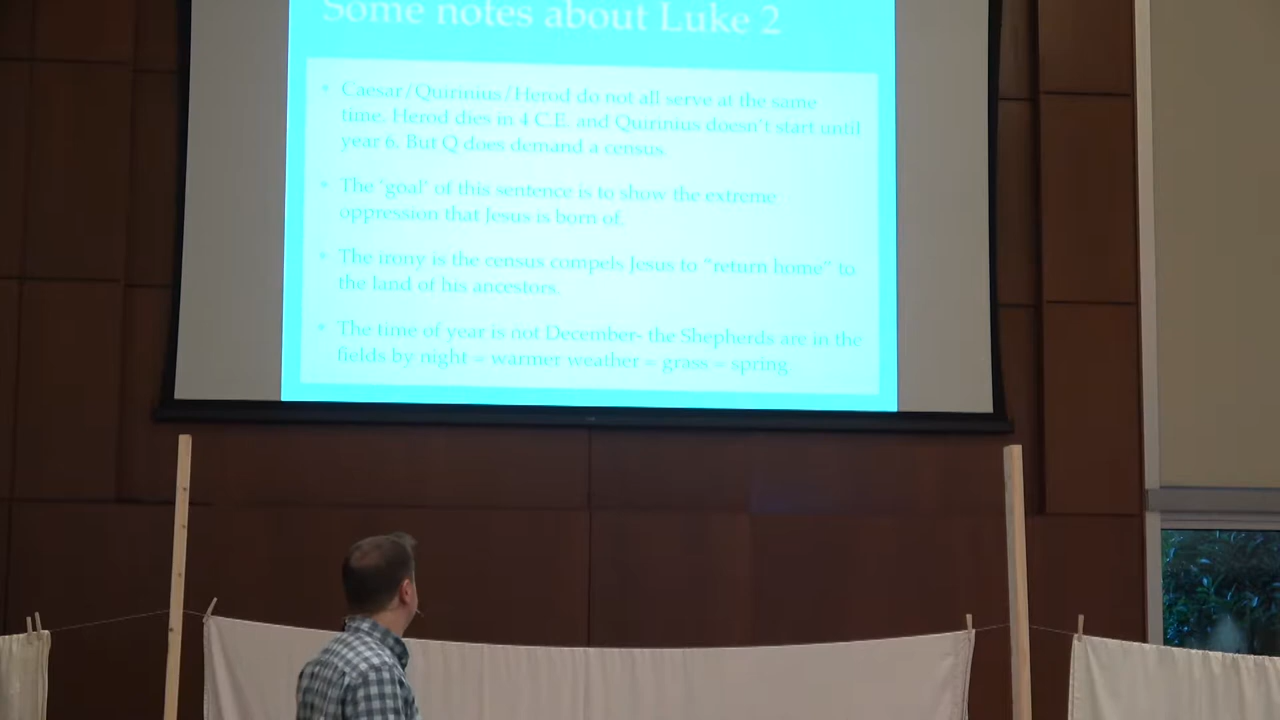 Some notes about Luke 2
• Caesar/Quirinius/Herod do not all serve at the same
time. Herod dies in 4 C.E. and Quirinius doesn't start until
year 6. But Q does demand a census.
• The 'goal' of this sentence is to show the extreme
oppression that Jesus is born of.
• The irony is the census compels Jesus to "return home" to
the land of his ancestors.
• The time of year is not December- the Shepherds are in the
fields by night = warmer weather = grass = spring